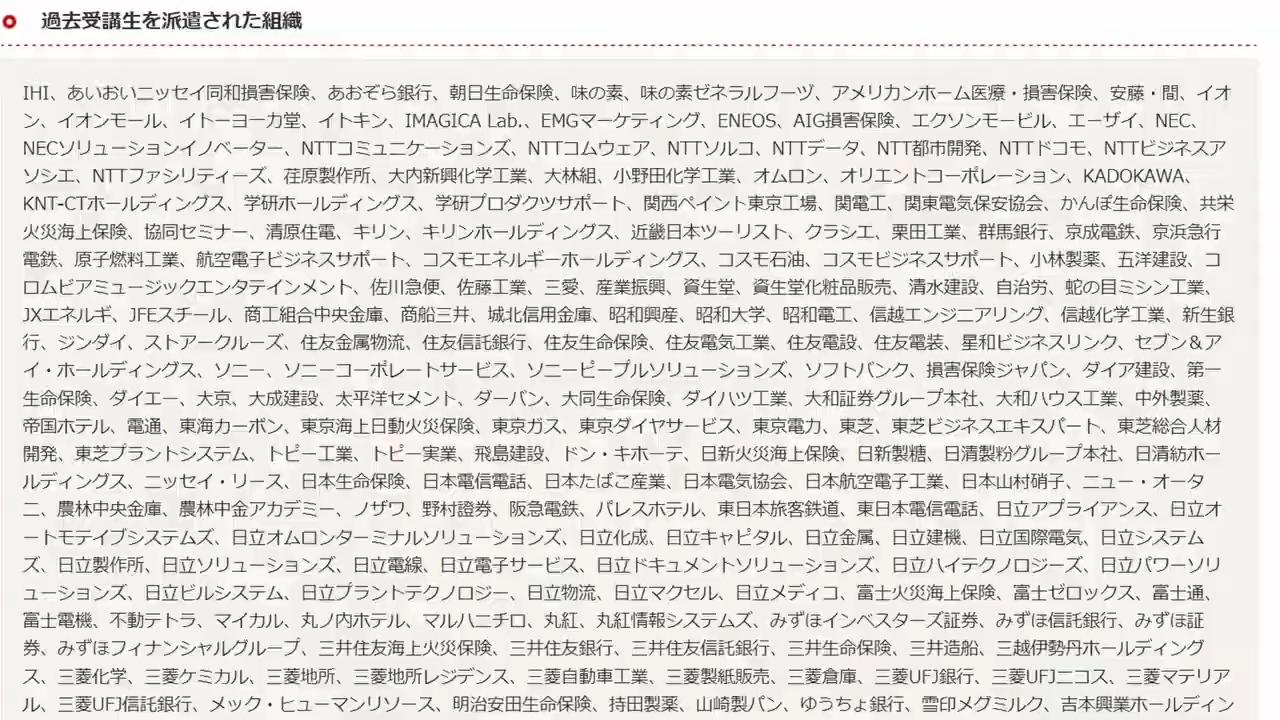 過去受講生を派遣された組織
IHI、あいおいニッセイ同和損害保険、あおぞら銀行、朝日生命保険、味の素、味の素ゼネラルフーヅ、アメリカンホーム医療・損害保険、安藤・間、イオ
ン、イオンモール、イトーヨーカ堂、イトキン、IMAGICA Lab.、EMGマーケティング、ENEOS、AIG損害保険、エクソンモービル、エーザイ、NEC、
NECソリューションイノベーター、NTTコミュニケーションズ、NTTコムウェア、NTTソルコ、NTTデータ、NTT都市開発、NTTドコモ、NTTビジネスア
ソシエ、NTTファシリティーズ、荏原製作所、大内新興化学工業、大林組、小野田化学工業、オムロン、オリエントコーポレーション、KADOKAWA、
KNT-CTホールディングス、学研ホールディングス、学研プロダクツサポート、関西ペイント東京工場、関電工、関東電気保安協会、かんぽ生命保険、共栄
火災海上保険、協同セミナー、清原住電、キリン、キリンホールディングス、近畿日本ツーリスト、クラシエ、栗田工業、群馬銀行、京成電鉄、京浜急行
電鉄、原子燃料工業、航空電子ビジネスサポート、コスモエネルギーホールディングス、コスモ石油、コスモビジネスサポート、小林製薬、五洋建設、コ
ロムビアミュージックエンタテインメント、佐川急便、佐藤工業、三愛、産業振興、資生堂、資生堂化粧品販売、清水建設、自治労、蛇の目ミシン工業、
JXエネルギ、JFEスチール、商工組合中央金庫、商船三井、城北信用金庫、昭和興産、昭和大学、昭和電工、信越エンジニアリング、信越化学工業、新生銀
行、ジンダイ、ストアークルーズ、住友金属物流、住友信託銀行、住友生命保険、住友電気工業、住友電設、住友電装、星和ビジネスリンク、セブン＆ア
イ・ホールディングス、ソニー、ソニーコーポレートサービス、ソニーピープルソリューションズ、ソフトバンク、損害保険ジャパン、ダイア建設、第一
生命保険、ダイエー、大京、大成建設、太平洋セメント、ダーバン、大同生命保険、ダイハツ工業、大和証券グループ本社、大和ハウス工業、中外製薬、
帝国ホテル、電通、東海カーボン、東京海上日動火災保険、東京ガス、東京ダイヤサービス、東京電力、東芝、東芝ビジネスエキスパート、東芝総合人材
開発、東芝プラントシステム、トピー工業、トピー実業、飛島建設、ドン・キホーテ、日新火災海上保険、日新製糖、日清製粉グループ本社、日清紡ホー
ルディングス、ニッセイ・リース、日本生命保険、日本電信電話、日本たばこ産業、日本電気協会、日本航空電子工業、日本山村硝子、ニュー・オータ
ニ、農林中央金庫、農林中金アカデミー、ノザワ、野村證券、阪急電鉄、パレスホテル、東日本旅客鉄道、東日本電信電話、日立アプライアンス、日立オ
ートモテイブシステムズ、日立オムロンターミナルソリューションズ、日立化成、日立キャピタル、日立金属、日立建機、日立国際電気、日立システム
ズ、日立製作所、日立ソリューションズ、日立電線、日立電子サービス、日立ドキュメントソリューションズ、日立ハイテクノロジーズ、日立パワーソリ
ューションズ、日立ビルシステム、日立プラントテクノロジー、日立物流、日立マクセル、日立メディコ、富士火災海上保険、富士ゼロックス、富士通、
富士電機、不動テトラ、マイカル、丸ノ内ホテル、マルハニチロ、丸紅、丸紅情報システムズ、みずほインベスターズ証券、みずほ信託銀行、みずほ証
券、みずほフィナンシャルグループ、三井住友海上火災保険、三井住友銀行、三井住友信託銀行、三井生命保険、三井造船、三越伊勢丹ホールディング
ス、三菱化学、三菱ケミカル、三菱地所、三菱地所レジデンス、三菱自動車工業、三菱製紙販売、三菱倉庫、三菱UFJ銀行、三菱UFJニコス、三菱マテリア
ル、三菱UFJ信託銀行、メック・ヒューマンリソース、明治安田生命保険、持田製薬、山崎製パン、ゆうちょ銀行、雪印メグミルク、吉本興業ホールディン